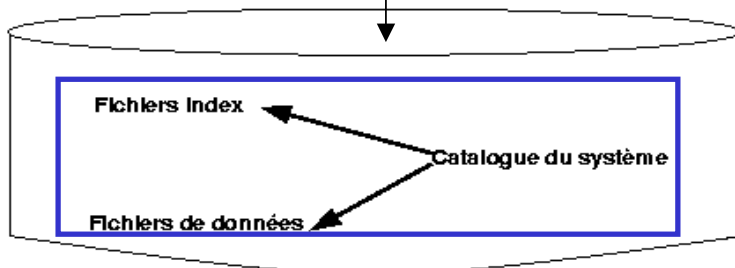 Fichiers index
Catalogue du système
Fichiers de données